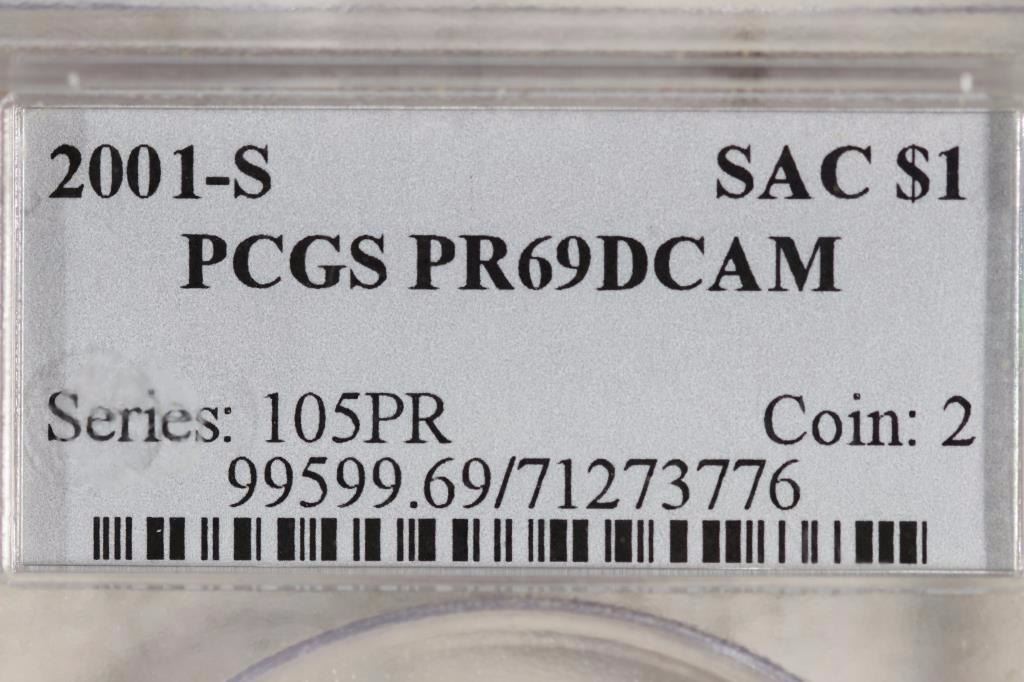 2001-S SAC $1
PCGS PR69DCAM
Series: 105PR Coin: 2
99599.69/71273776